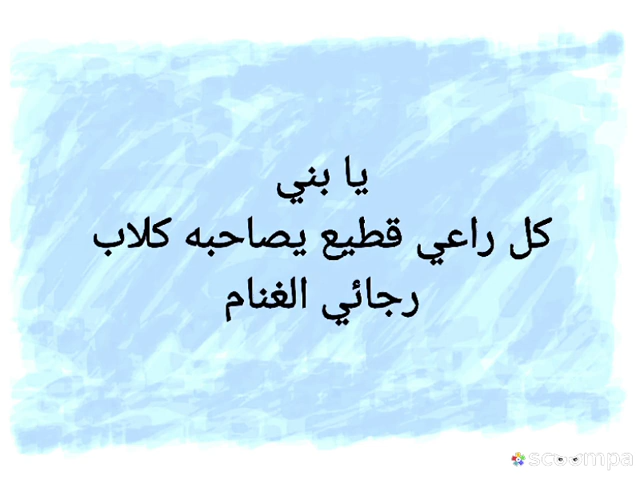 يا بني
كل راعي قطيع يصاحبه كلاب
رجائي الغنام
scoompa